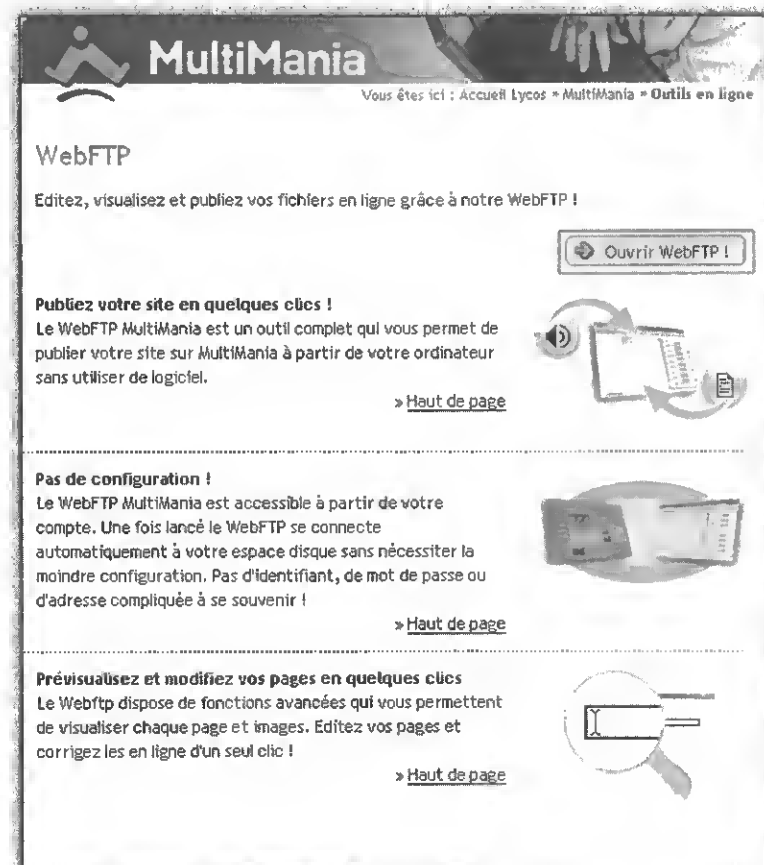 MultiMania
Vous êtes ici : Accueil Lycos » MultiMania » Outils en ligne
WebFTP
Editez, visualisez et publiez vos fichiers en ligne grâce à notre WebFTP !
Ouvrir WebFTP !
Publiez votre site en quelques clics !
Le WebFTP MultiMania est un outil complet qui vous permet de
publier votre site sur MultiMania à partir de votre ordinateur
sans utiliser de logiciel.
» Haut de page
Pas de configuration !
Le WebFTP MultiMania est accessible à partir de votre
compte. Une fois lancé le WebFTP se connecte
automatiquement à votre espace disque sans nécessiter la
moindre configuration. Pas d'identifiant, de mot de passe ou
d'adresse compliquée à se souvenir !
» Haut de page
Prévisualisez et modifiez vos pages en quelques clics
Le Webftp dispose de fonctions avancées qui vous permettent
de visualiser chaque page et images. Editez vos pages et
corrigez les en ligne d'un seul clic !
» Haut de page